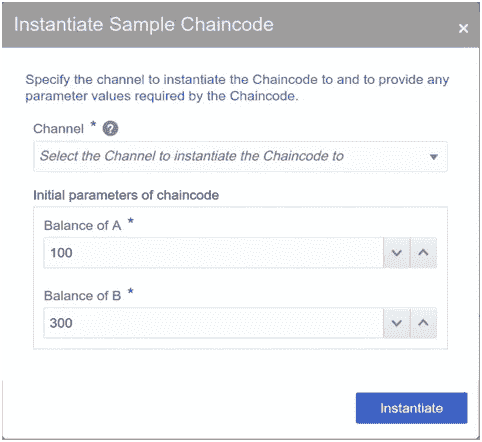 Instantiate Sample Chaincode
×
Specify the channel to instantiate the Chaincode to and to provide any
parameter values required by the Chaincode.
Channel * ?
Select the Channel to instantiate the Chaincode to
Initial parameters of chaincode
Balance of A *
100
Balance of B *
300
Instantiate